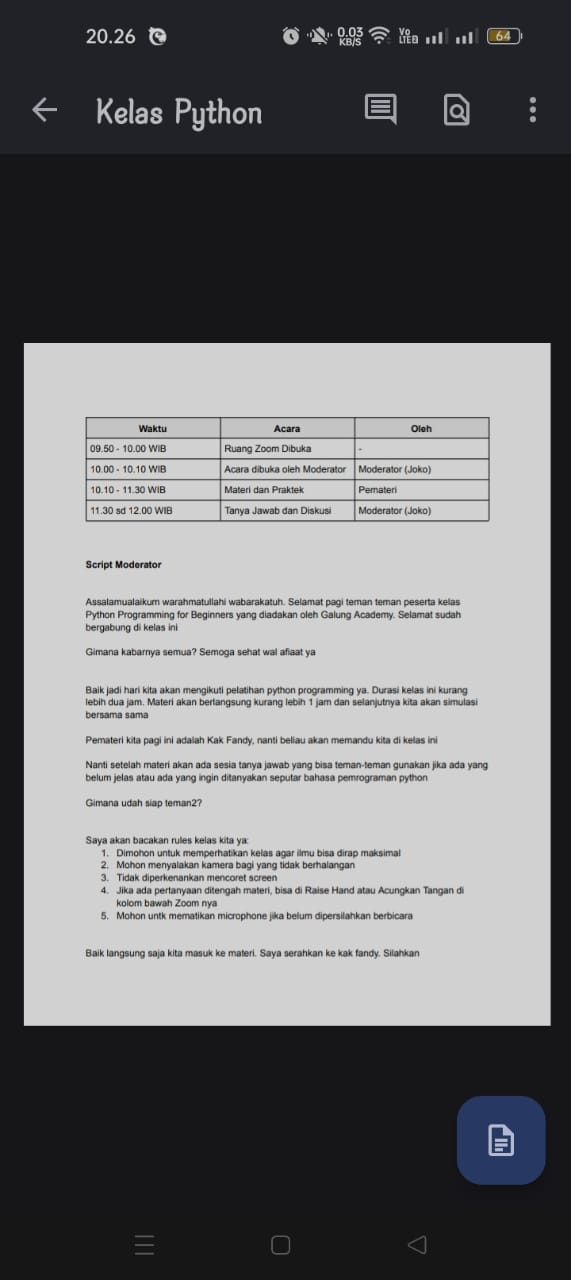 20.26
0.03 KB/S
Vo LTE
64
Kelas Python
Waktu Acara Oleh
09.50 - 10.00 WIB Ruang Zoom Dibuka -
10.00 - 10.10 WIB Acara dibuka oleh Moderator Moderator (Joko)
10.10 - 11.30 WIB Materi dan Praktek Pemateri
11.30 sd 12.00 WIB Tanya Jawab dan Diskusi Moderator (Joko)
Script Moderator
Assalamualaikum warahmatullahi wabarakatuh. Selamat pagi teman teman peserta kelas
Python Programming for Beginners yang diadakan oleh Galung Academy. Selamat sudah
bergabung di kelas ini
Gimana kabarnya semua? Semoga sehat wal afiaat ya
Baik jadi hari kita akan mengikuti pelatihan python programming ya. Durasi kelas ini kurang
lebih dua jam. Materi akan berlangsung kurang lebih 1 jam dan selanjutnya kita akan simulasi
bersama sama
Pemateri kita pagi ini adalah Kak Fandy, nanti beliau akan memandu kita di kelas ini
Nanti setelah materi akan ada sesia tanya jawab yang bisa teman-teman gunakan jika ada yang
belum jelas atau ada yang ingin ditanyakan seputar bahasa pemrograman python
Gimana udah siap teman2?
Saya akan bacakan rules kelas kita ya:
1. Dimohon untuk memperhatikan kelas agar ilmu bisa dirap maksimal
2. Mohon menyalakan kamera bagi yang tidak berhalangan
3. Tidak diperkenankan mencoret screen
4. Jika ada pertanyaan ditengah materi, bisa di Raise Hand atau Acungkan Tangan di
kolom bawah Zoom nya
5. Mohon untk mematikan microphone jika belum dipersilahkan berbicara
Baik langsung saja kita masuk ke materi. Saya serahkan ke kak fandy. Silahkan